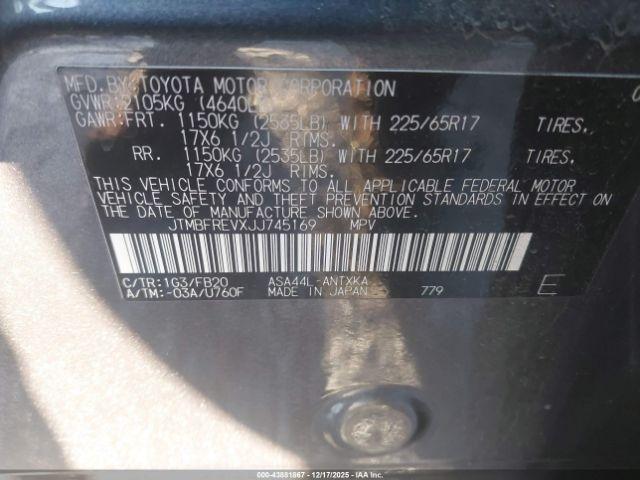 MFD. BY: TOYOTA MOTOR CORPORATION
GVWR: 2105KG (4640LB)
GAWR:FRT. 1150KG (2535LB) WITH 225/65R17 TIRES.
17X6 1/2J RIMS.
RR. 1150KG (2535LB) WITH 225/65R17 TIRES.
17X6 1/2J RIMS.
THIS VEHICLE CONFORMS TO ALL APPLICABLE FEDERAL MOTOR
VEHICLE SAFETY AND BUMPER STANDARDS IN EFFECT ON
THE DATE OF MANUFACTURE SHOWN ABOVE.
JTMBFREVXJJ745169 MPV
C/TR:1G3/FB20 ASA44L-ANTXKA
A/TM:-03A/U760F MADE IN JAPAN 779 E
000-43881867 | 12/17/2025 | IAA Inc.